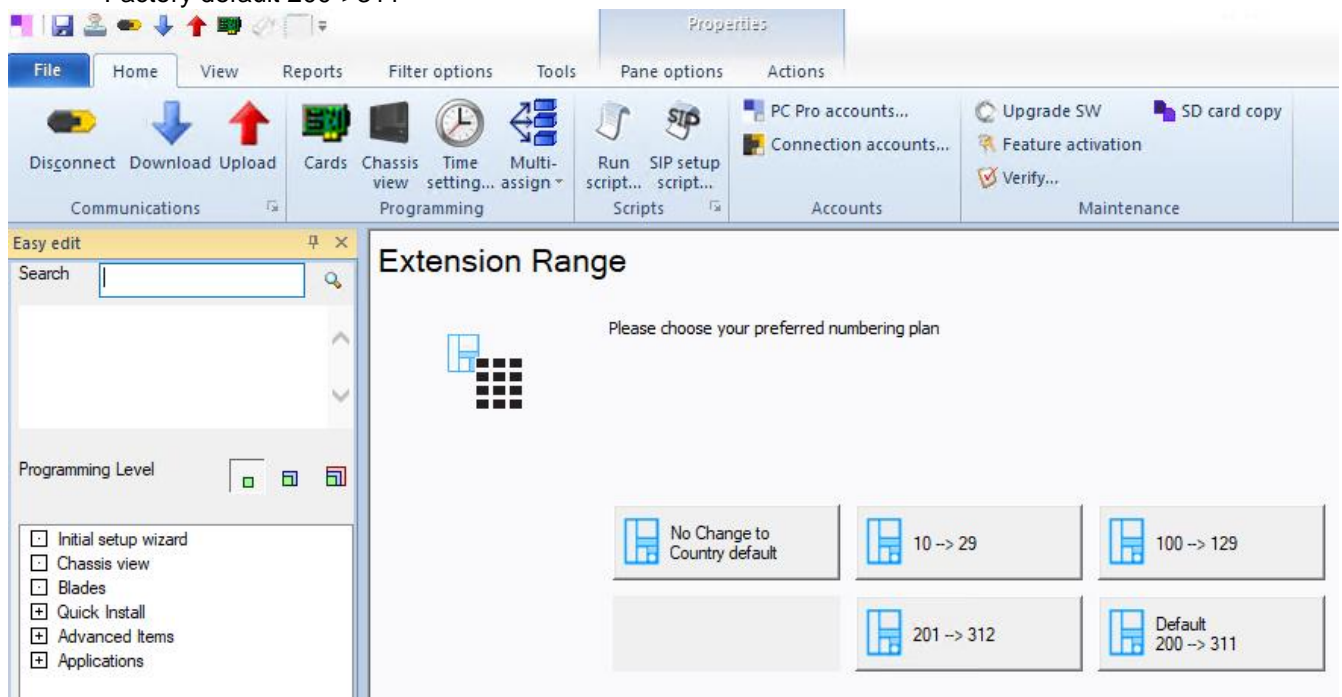 Factory default 200->311
Properties
File Home View Reports Filter options Tools Pane options Actions
Disconnect Download Upload
Communications
Cards Chassis view Time setting... Multi-assign
Programming
Run script... SIP setup script...
Scripts
PC Pro accounts...
Connection accounts...
Accounts
Upgrade SW SD card copy
Feature activation
Verify...
Maintenance
Easy edit
Search
Programming Level
Initial setup wizard
Chassis view
Blades
Quick Install
Advanced Items
Applications
Extension Range
Please choose your preferred numbering plan
No Change to
Country default
10 --> 29
100 --> 129
201 --> 312
Default
200 --> 311